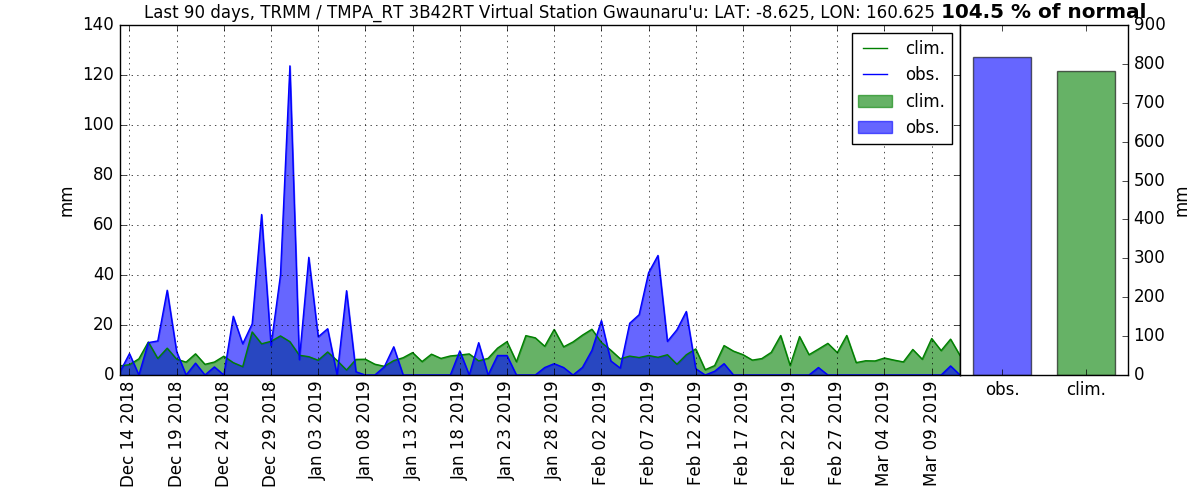 Last 90 days, TRMM / TMPA_RT 3B42RT Virtual Station Gwaunaru'u: LAT: -8.625, LON: 160.625 104.5 % of normal
140
120
100
80
60
40
20
0
mm
clim.
obs.
clim.
obs.
900
800
700
600
500
400
300
200
100
0
mm
Dec 14 2018
Dec 19 2018
Dec 24 2018
Dec 29 2018
Jan 03 2019
Jan 08 2019
Jan 13 2019
Jan 18 2019
Jan 23 2019
Jan 28 2019
Feb 02 2019
Feb 07 2019
Feb 12 2019
Feb 17 2019
Feb 22 2019
Feb 27 2019
Mar 04 2019
Mar 09 2019
obs.
clim.